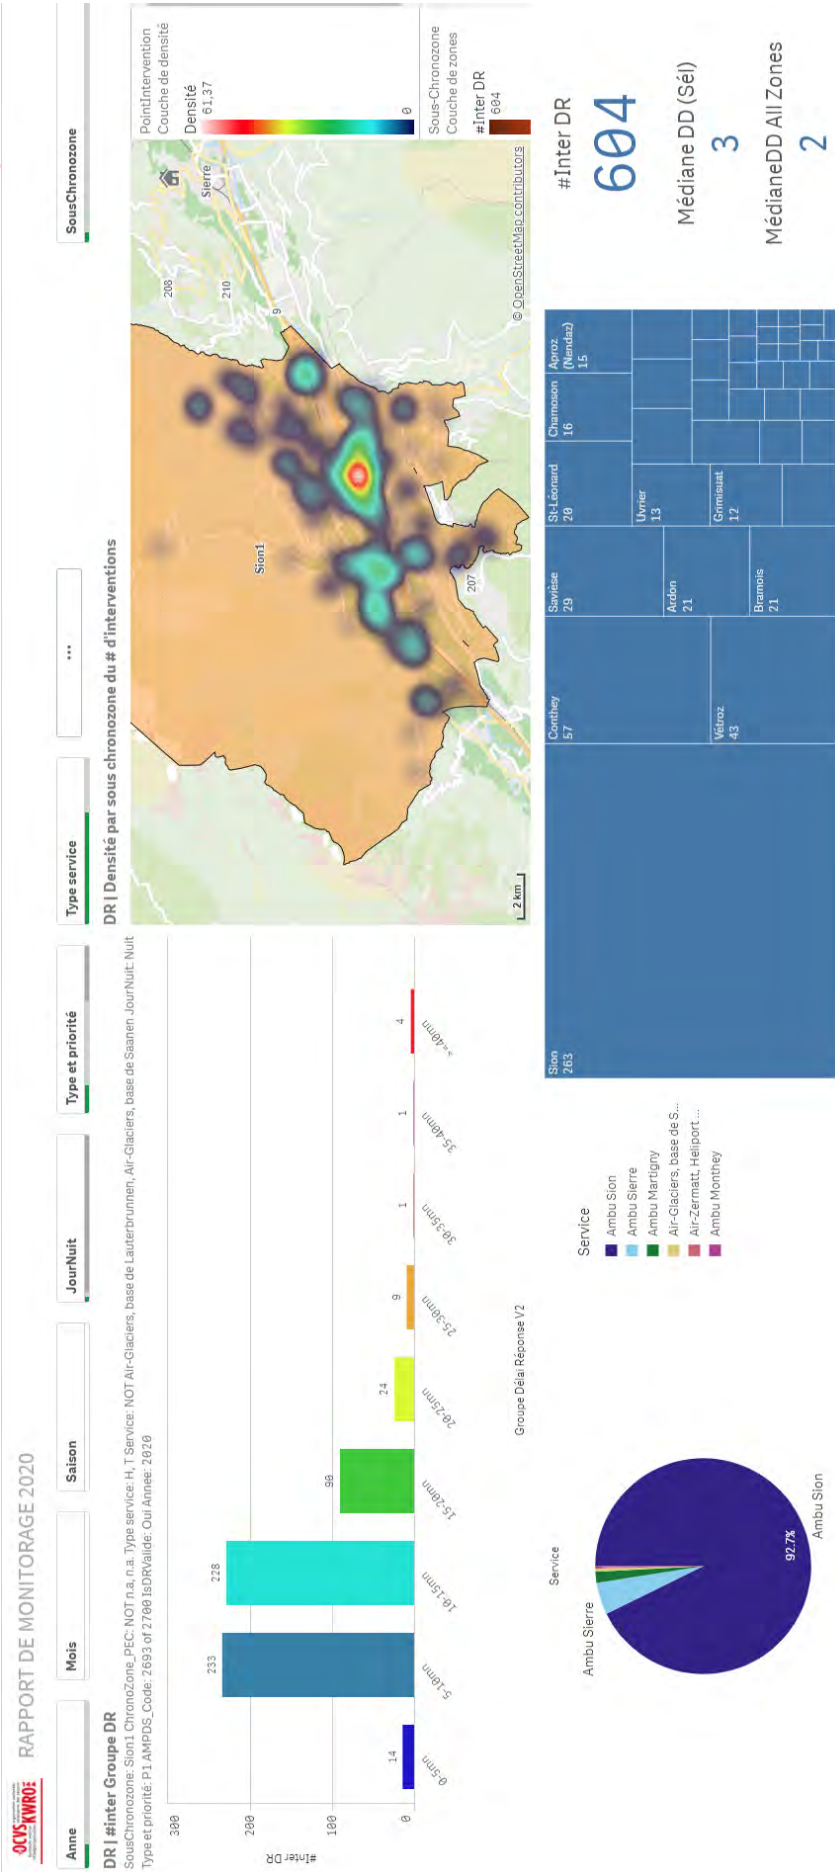 OCVS
KWRO
RAPPORT DE MONITORAGE 2020
Anne
Mois
Saison
JourNuit
Type et priorité
Type service
...
SousChronozone
DR | #inter Groupe DR
SousChronozone: Sion1 ChronoZone_PEC: NOT n.a, n.a. Type service: H, T Service: NOT Air-Glaciers, base de Lauterbrunnen, Air-Glaciers, base de Saanen JourNuit: Nuit
Type et priorité: P1 AMPDS_Code: 2693 of 2700 IsDRValide: Oui Annee: 2020
#Inter DR
300
200
100
0
14
233
228
90
24
9
1
1
4
0-5mn
5-10mn
10-15mn
15-20mn
20-25mn
25-30mn
30-35mn
35-40mn
>=40mn
Groupe Délai Réponse V2
DR | Densité par sous chronozone du # d'interventions
Sion1
Sierre
208
210
9
207
2 km
© OpenStreetMap contributors
PointIntervention
Couche de densité
Densité
61,37
0
Sous-Chronozone
Couche de zones
#Inter DR
604
Service
Ambu Sierre
92.7%
Ambu Sion
Service
Ambu Sion
Ambu Sierre
Ambu Martigny
Air-Glaciers, base de S...
Air-Zermatt, Heliport ...
Ambu Monthey
Sion
263
Conthey
57
Vétroz
43
Savièse
29
Ardon
21
Bramois
21
St-Léonard
20
Uvrier
13
Grimisuat
12
Chamoson
16
Aproz
(Nendaz)
15
#Inter DR
604
Médiane DD (Sél)
3
MédianeDD All Zones
2